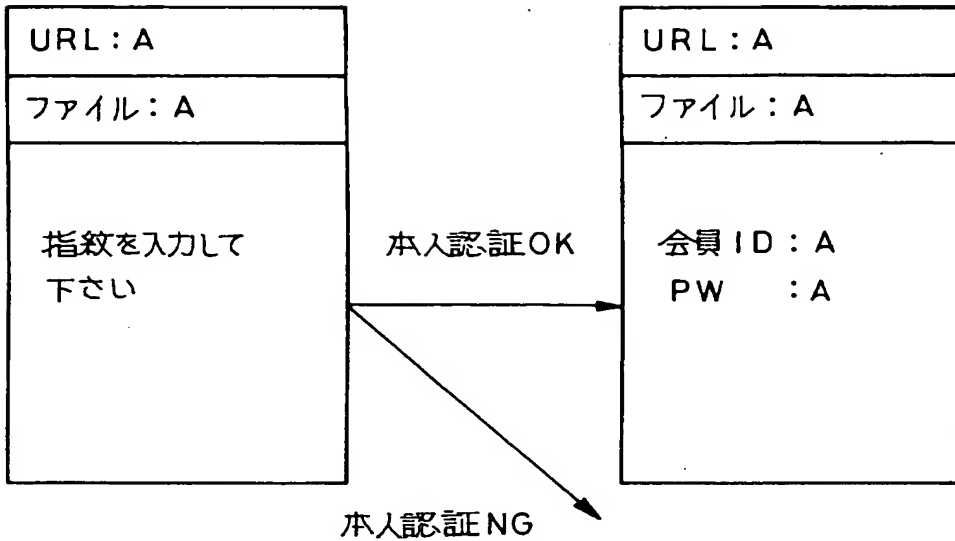 URL：A
ファイル：A
指紋を入力して
下さい
本人認証OK
本人認証NG
URL：A
ファイル：A
会員ID：A
PW　：A